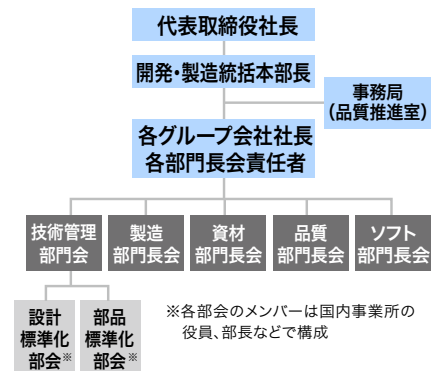 代表取締役社長
開発・製造統括本部長
事務局
(品質推進室)
各グループ会社社長
各部門長会責任者
技術管理
部門会
製造
部門長会
資材
部門長会
品質
部門長会
ソフト
部門長会
設計
標準化
部会※
部品
標準化
部会※
※各部会のメンバーは国内事業所の
役員、部長などで構成